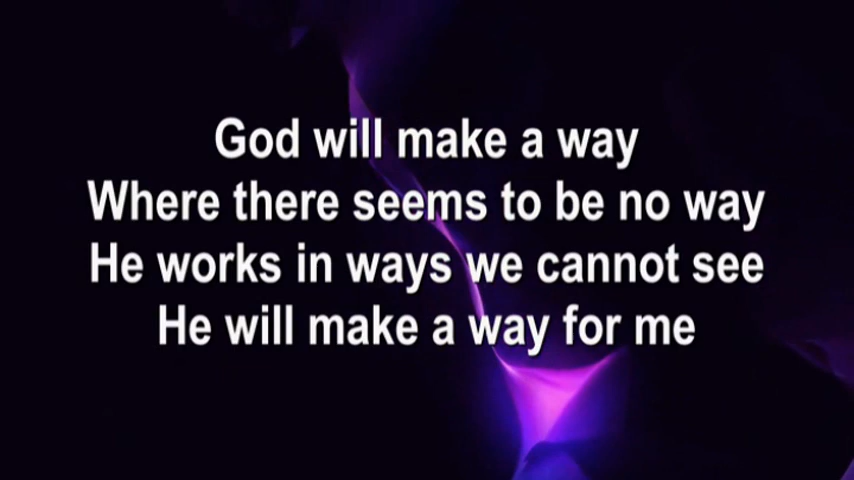 God will make a way
Where there seems to be no way
He works in ways we cannot see
He will make a way for me